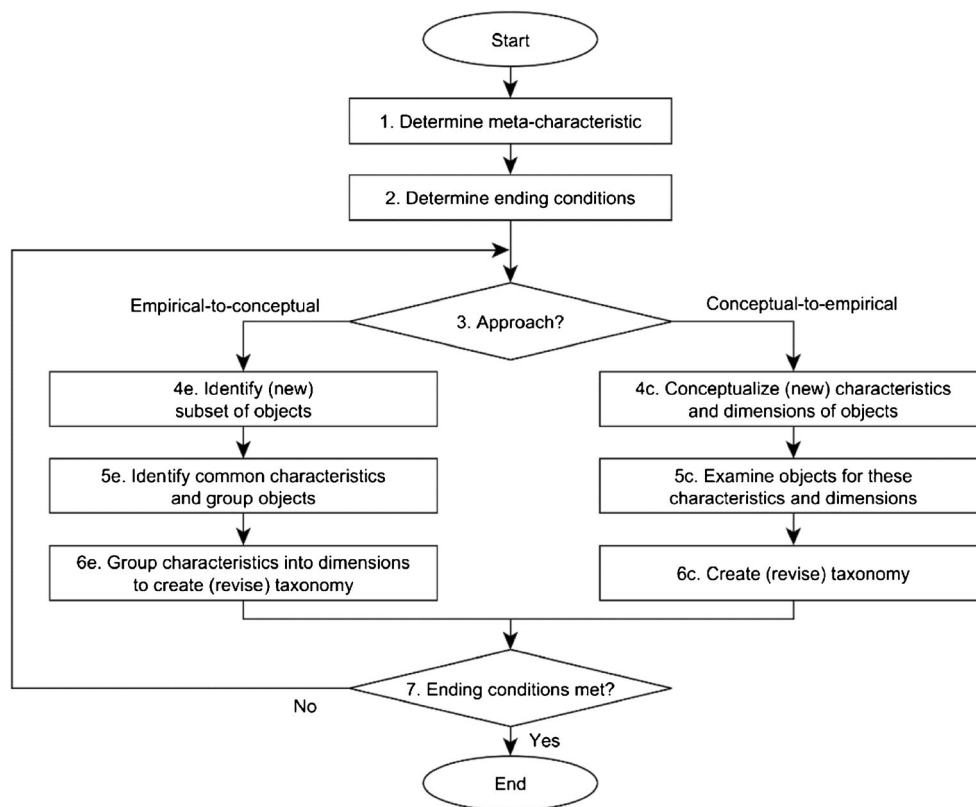 Start
1. Determine meta-characteristic
2. Determine ending conditions
Empirical-to-conceptual
Conceptual-to-empirical
3. Approach?
4e. Identify (new)
subset of objects
4c. Conceptualize (new) characteristics
and dimensions of objects
5e. Identify common characteristics
and group objects
5c. Examine objects for these
characteristics and dimensions
6e. Group characteristics into dimensions
to create (revise) taxonomy
6c. Create (revise) taxonomy
7. Ending conditions met?
No
Yes
End